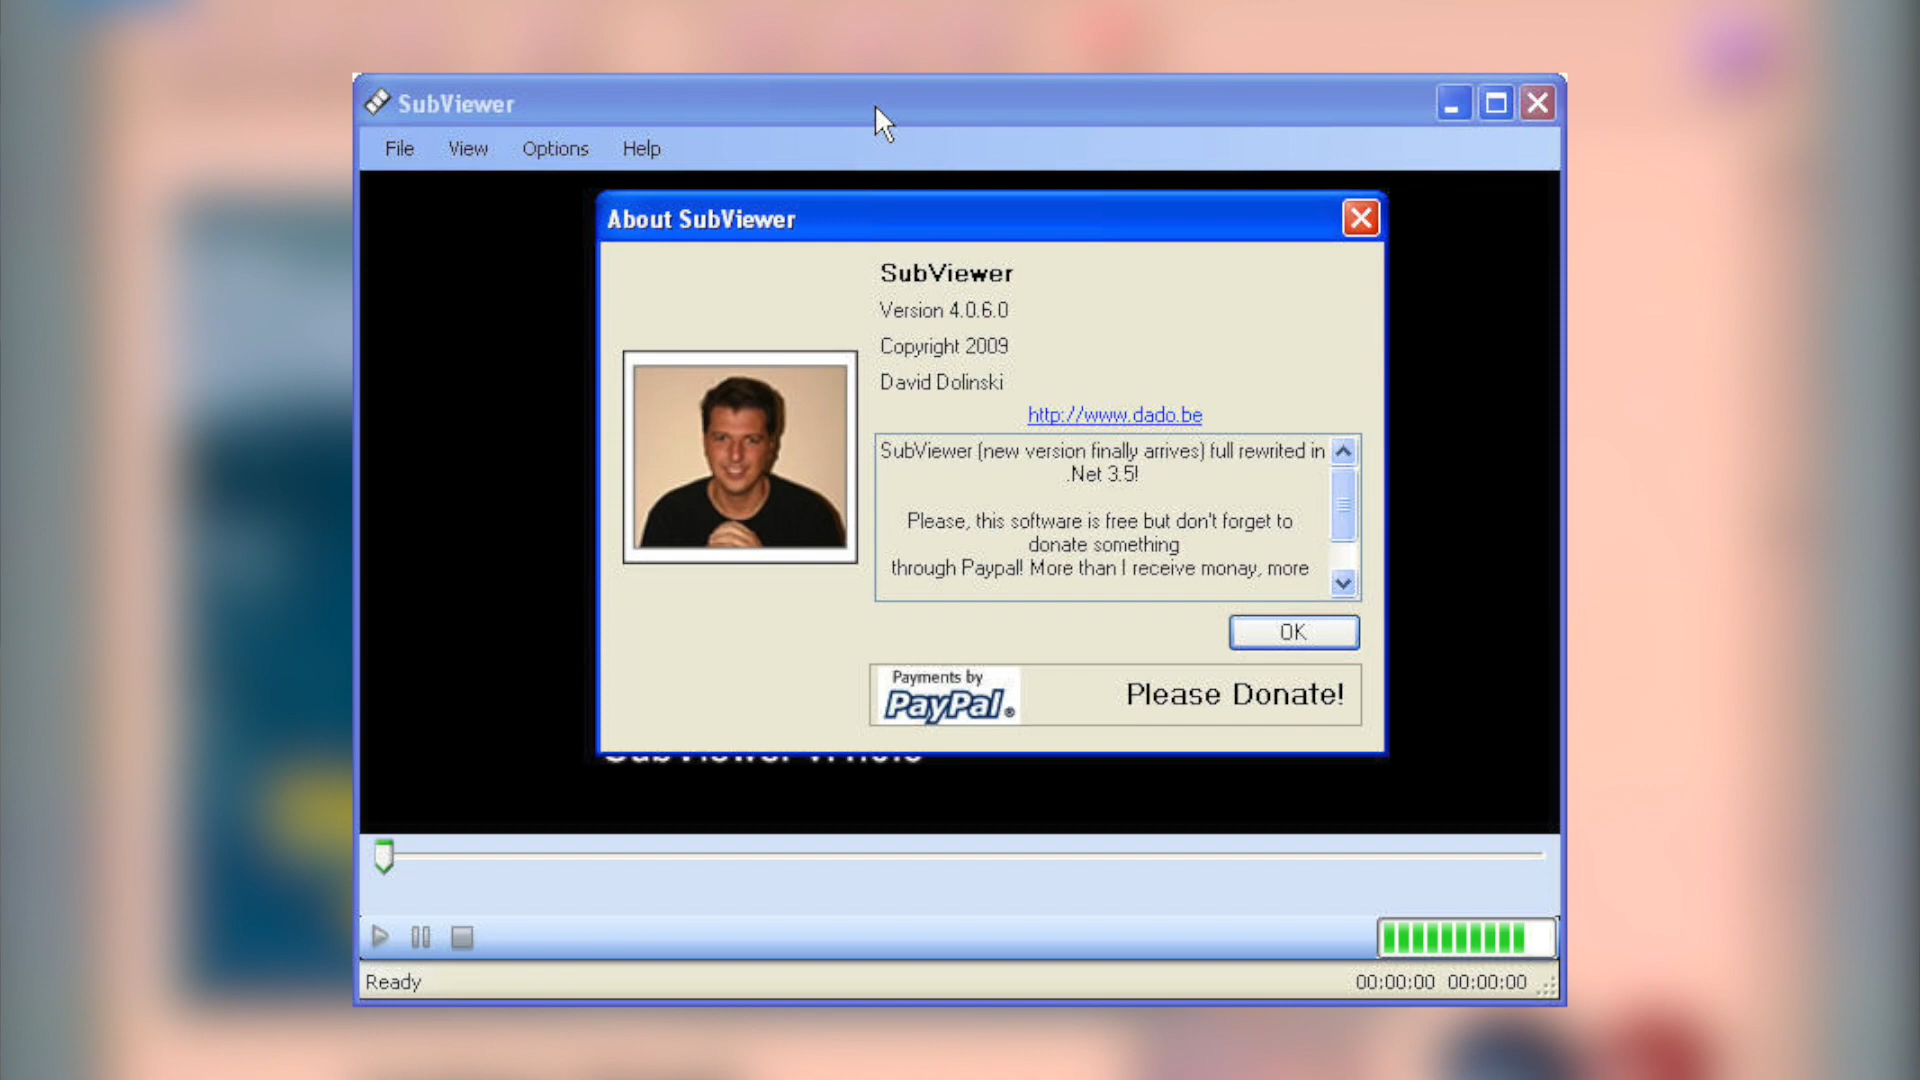 SubViewer
File View Options Help
About SubViewer
SubViewer
Version 4.0.6.0
Copyright 2009
David Dolinski
http://www.dado.be
SubViewer (new version finally arrives) full rewrited in
.Net 3.5!
Please, this software is free but don't forget to
donate something
through Paypal! More than I receive monay, more
OK
Payments by
PayPal®
Please Donate!
Ready
00:00:00 00:00:00